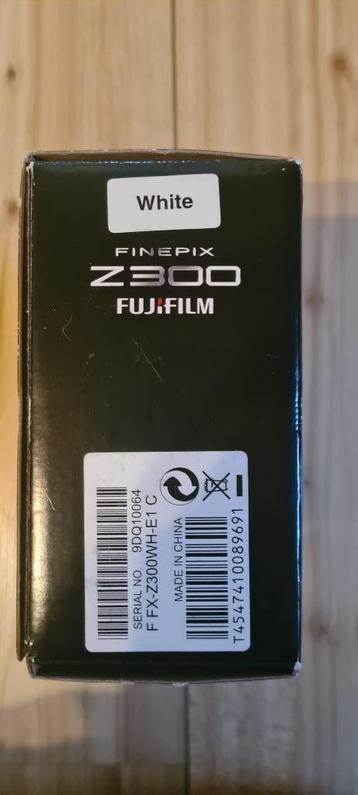 White
FINEPIX
Z300
FUJIFILM
SERIAL NO. 9DQ10064
F FX-Z300WH-E1 C
MADE IN CHINA
T4547410089691